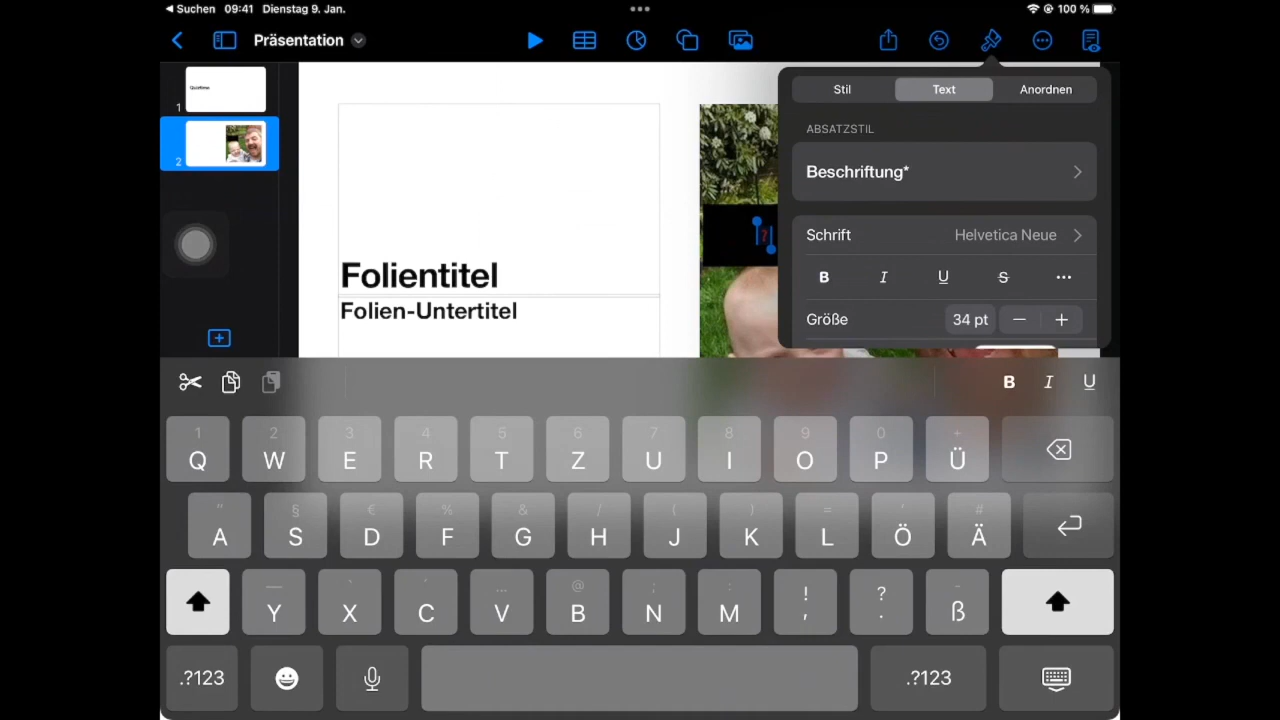 Suchen 09:41 Dienstag 9. Jan. 100 %
Präsentation
Stil Text Anordnen
ABSATZSTIL
Beschriftung*
Schrift Helvetica Neue
B I U S
Größe 34 pt
1
2
?
Folientitel
Folien-Untertitel
B I U
1 2 3 4 5 6 7 8 9 0 +
Q W E R T Z U I O P Ü
" § € % & / ( ) = ' #
A S D F G H J K L Ö Ä
— ` ´ ... @ ; : ! ? -
Y X C V B N M , . ß
.?123 .?123